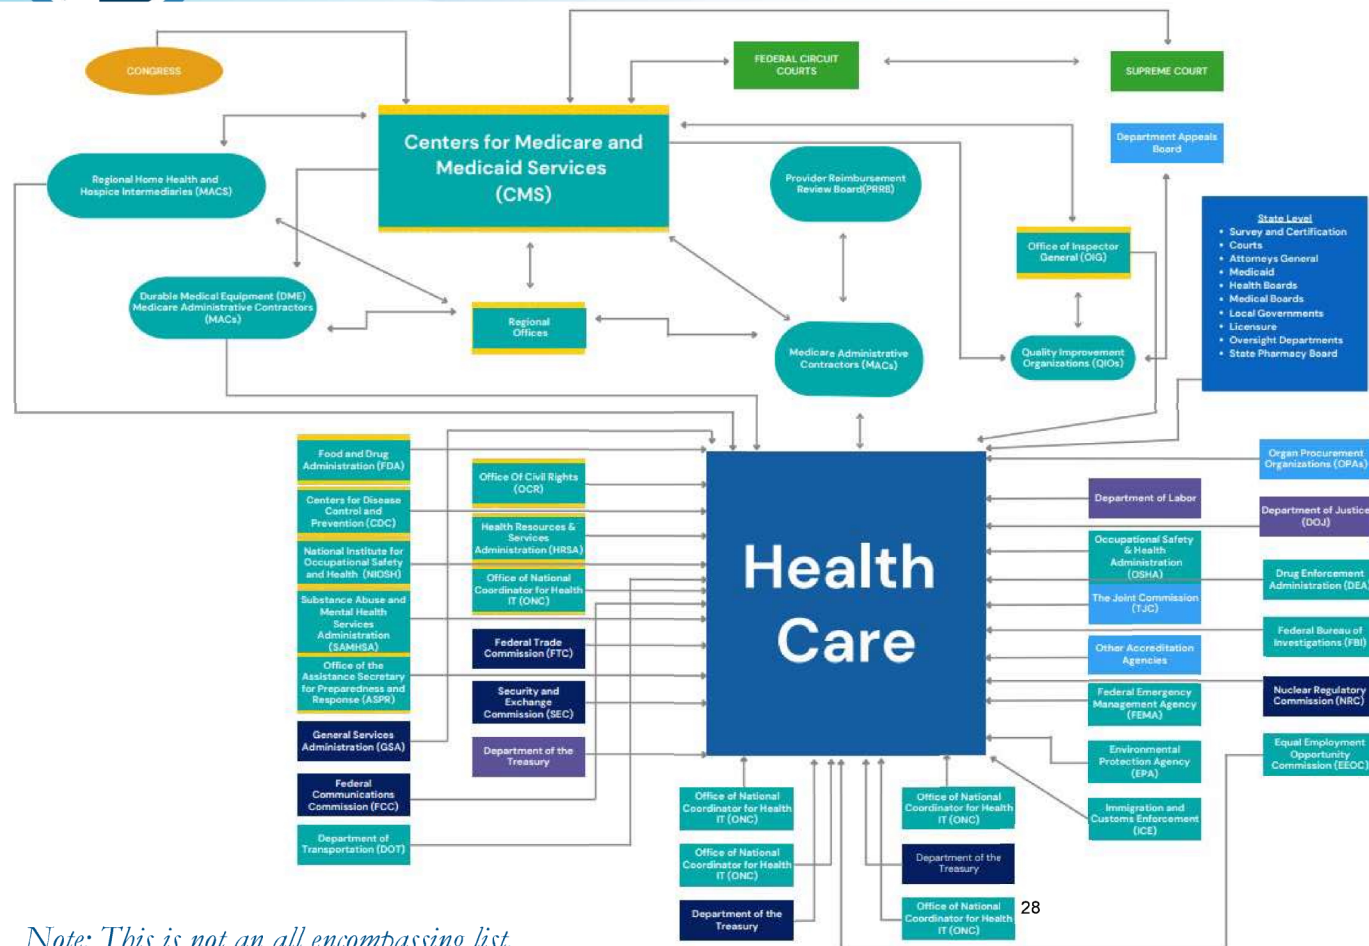 CONGRESS
FEDERAL CIRCUIT
COURTS
SUPREME COURT
Centers for Medicare and
Medicaid Services
(CMS)
Department Appeals
Board
Regional Home Health and
Hospice Intermediaries (MACS)
Provider Reimbursement
Review Board(PRRB)
State Level
• Survey and Certification
• Courts
• Attorneys General
• Medicaid
• Health Boards
• Medical Boards
• Local Governments
• Licensure
• Oversight Departments
• State Pharmacy Board
Office of Inspector
General (OIG)
Durable Medical Equipment (DME)
Medicare Administrative Contractors
(MACs)
Regional
Offices
Medicare Administrative
Contractors (MACs)
Quality Improvement
Organizations (QIOs)
Food and Drug
Administration (FDA)
Centers for Disease
Control and
Prevention (CDC)
National Institute for
Occupational Safety
and Health (NIOSH)
Substance Abuse and
Mental Health
Services
Administration
(SAMHSA)
Office of the
Assistance Secretary
for Preparedness and
Response (ASPR)
General Services
Administration (GSA)
Federal
Communications
Commission (FCC)
Department of
Transportation (DOT)
Office Of Civil Rights
(OCR)
Health Resources &
Services
Administration (HRSA)
Office of National
Coordinator for Health
IT (ONC)
Federal Trade
Commission (FTC)
Security and
Exchange
Commission (SEC)
Department of the
Treasury
Health
Care
Department of Labor
Occupational Safety
& Health
Administration
(OSHA)
The Joint Commission
(TJC)
Other Accreditation
Agencies
Federal Emergency
Management Agency
(FEMA)
Environmental
Protection Agency
(EPA)
Immigration and
Customs Enforcement
(ICE)
Organ Procurement
Organizations (OPAs)
Department of Justice
(DOJ)
Drug Enforcement
Administration (DEA)
Federal Bureau of
Investigations (FBI)
Nuclear Regulatory
Commission (NRC)
Equal Employment
Opportunity
Commission (EEOC)
Office of National
Coordinator for Health
IT (ONC)
Office of National
Coordinator for Health
IT (ONC)
Department of the
Treasury
Office of National
Coordinator for Health
IT (ONC)
Department of the
Treasury
Office of National
Coordinator for Health
IT (ONC)
28
Note: This is not an all encompassing list